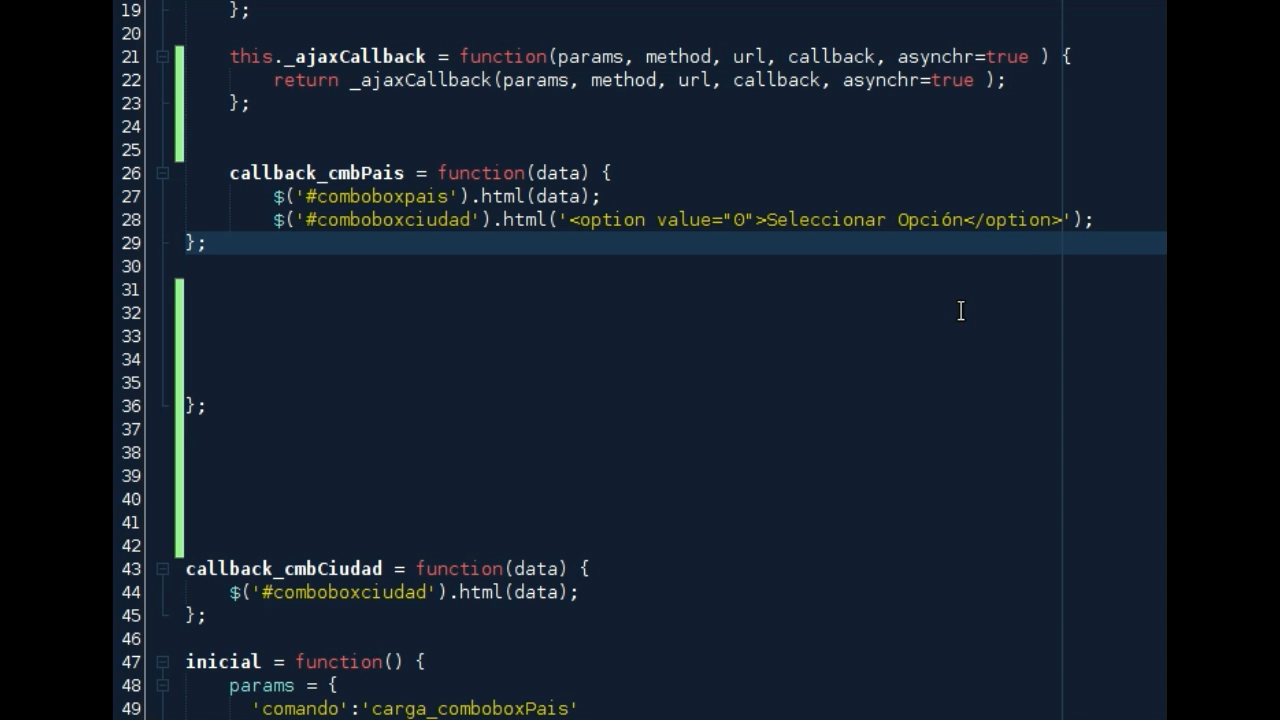 19 };
20
21 this._ajaxCallback = function(params, method, url, callback, asynchr=true ) {
22 return _ajaxCallback(params, method, url, callback, asynchr=true );
23 };
24
25
26 callback_cmbPais = function(data) {
27 $('#comboboxpais').html(data);
28 $('#comboboxciudad').html('<option value="0">Seleccionar Opción</option>');
29 };
30
31
32
33
34
35
36 };
37
38
39
40
41
42
43 callback_cmbCiudad = function(data) {
44 $('#comboboxciudad').html(data);
45 };
46
47 inicial = function() {
48 params = {
49 'comando':'carga_comboboxPais'